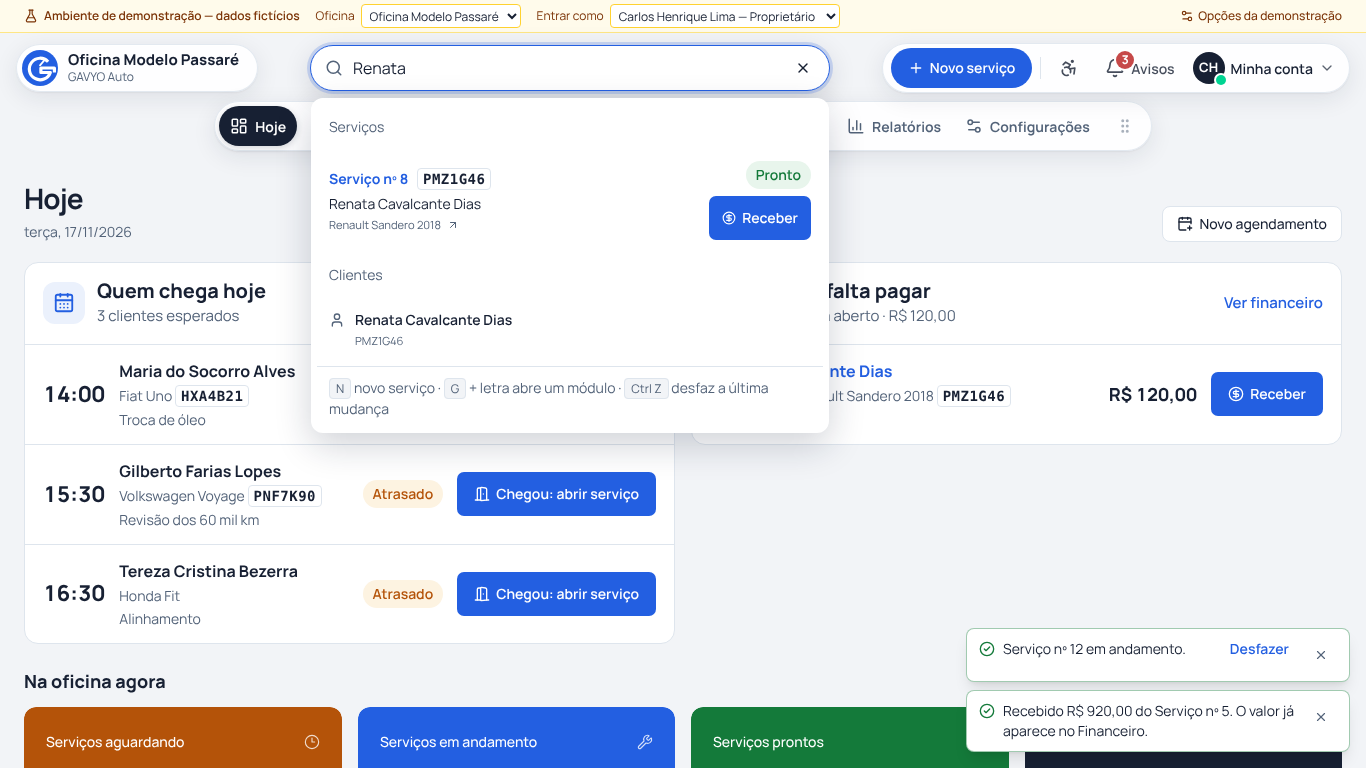 Ambiente de demonstração — dados fictícios
Oficina
Oficina Modelo Passaré
Entrar como
Carlos Henrique Lima — Proprietário
Opções da demonstração
Oficina Modelo Passaré
GAVYO Auto
Renata
Novo serviço
3
Avisos
CH
Minha conta
Hoje
Relatórios
Configurações
Serviços
Serviço nº 8 PMZ1G46
Pronto
Renata Cavalcante Dias
Renault Sandero 2018
Receber
Clientes
Renata Cavalcante Dias
PMZ1G46
N novo serviço · G + letra abre um módulo · Ctrl Z desfaz a última
mudança
Hoje
terça, 17/11/2026
Novo agendamento
Quem chega hoje
3 clientes esperados
14:00
Maria do Socorro Alves
Fiat Uno HXA4B21
Troca de óleo
15:30
Gilberto Farias Lopes
Volkswagen Voyage PNF7K90
Revisão dos 60 mil km
Atrasado
Chegou: abrir serviço
16:30
Tereza Cristina Bezerra
Honda Fit
Alinhamento
Atrasado
Chegou: abrir serviço
falta pagar
aberto · R$ 120,00
Ver financeiro
nte Dias
ult Sandero 2018 PMZ1G46
R$ 120,00
Receber
Na oficina agora
Serviços aguardando
Serviços em andamento
Serviços prontos
Serviço nº 12 em andamento.
Desfazer
Recebido R$ 920,00 do Serviço nº 5. O valor já
aparece no Financeiro.